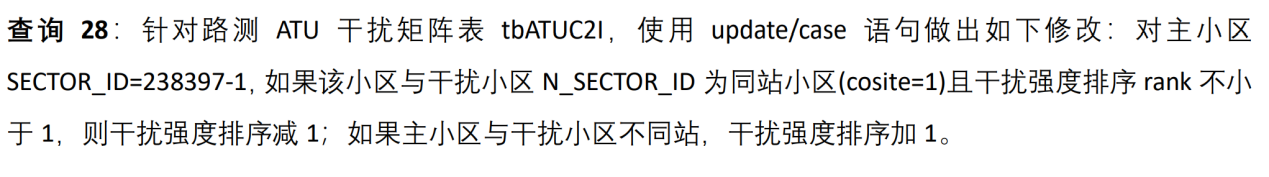 查询 28：针对路测 ATU 干扰矩阵表 tbATUC2I，使用 update/case 语句做出如下修改：对主小区
SECTOR_ID=238397-1, 如果该小区与干扰小区 N_SECTOR_ID 为同站小区(cosite=1)且干扰强度排序 rank 不小
于 1，则干扰强度排序减 1；如果主小区与干扰小区不同站，干扰强度排序加 1。